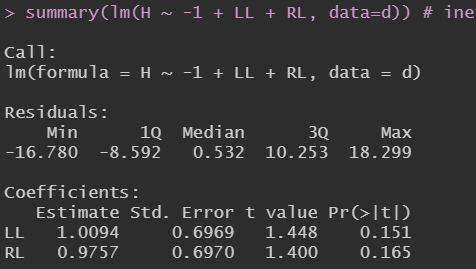 > summary(lm(H ~ -1 + LL + RL, data=d)) # ine
Call:
lm(formula = H ~ -1 + LL + RL, data = d)
Residuals:
    Min      1Q  Median      3Q     Max
-16.780  -8.592   0.532  10.253  18.299
Coefficients:
   Estimate Std. Error t value Pr(>|t|)
LL   1.0094     0.6969   1.448    0.151
RL   0.9757     0.6970   1.400    0.165